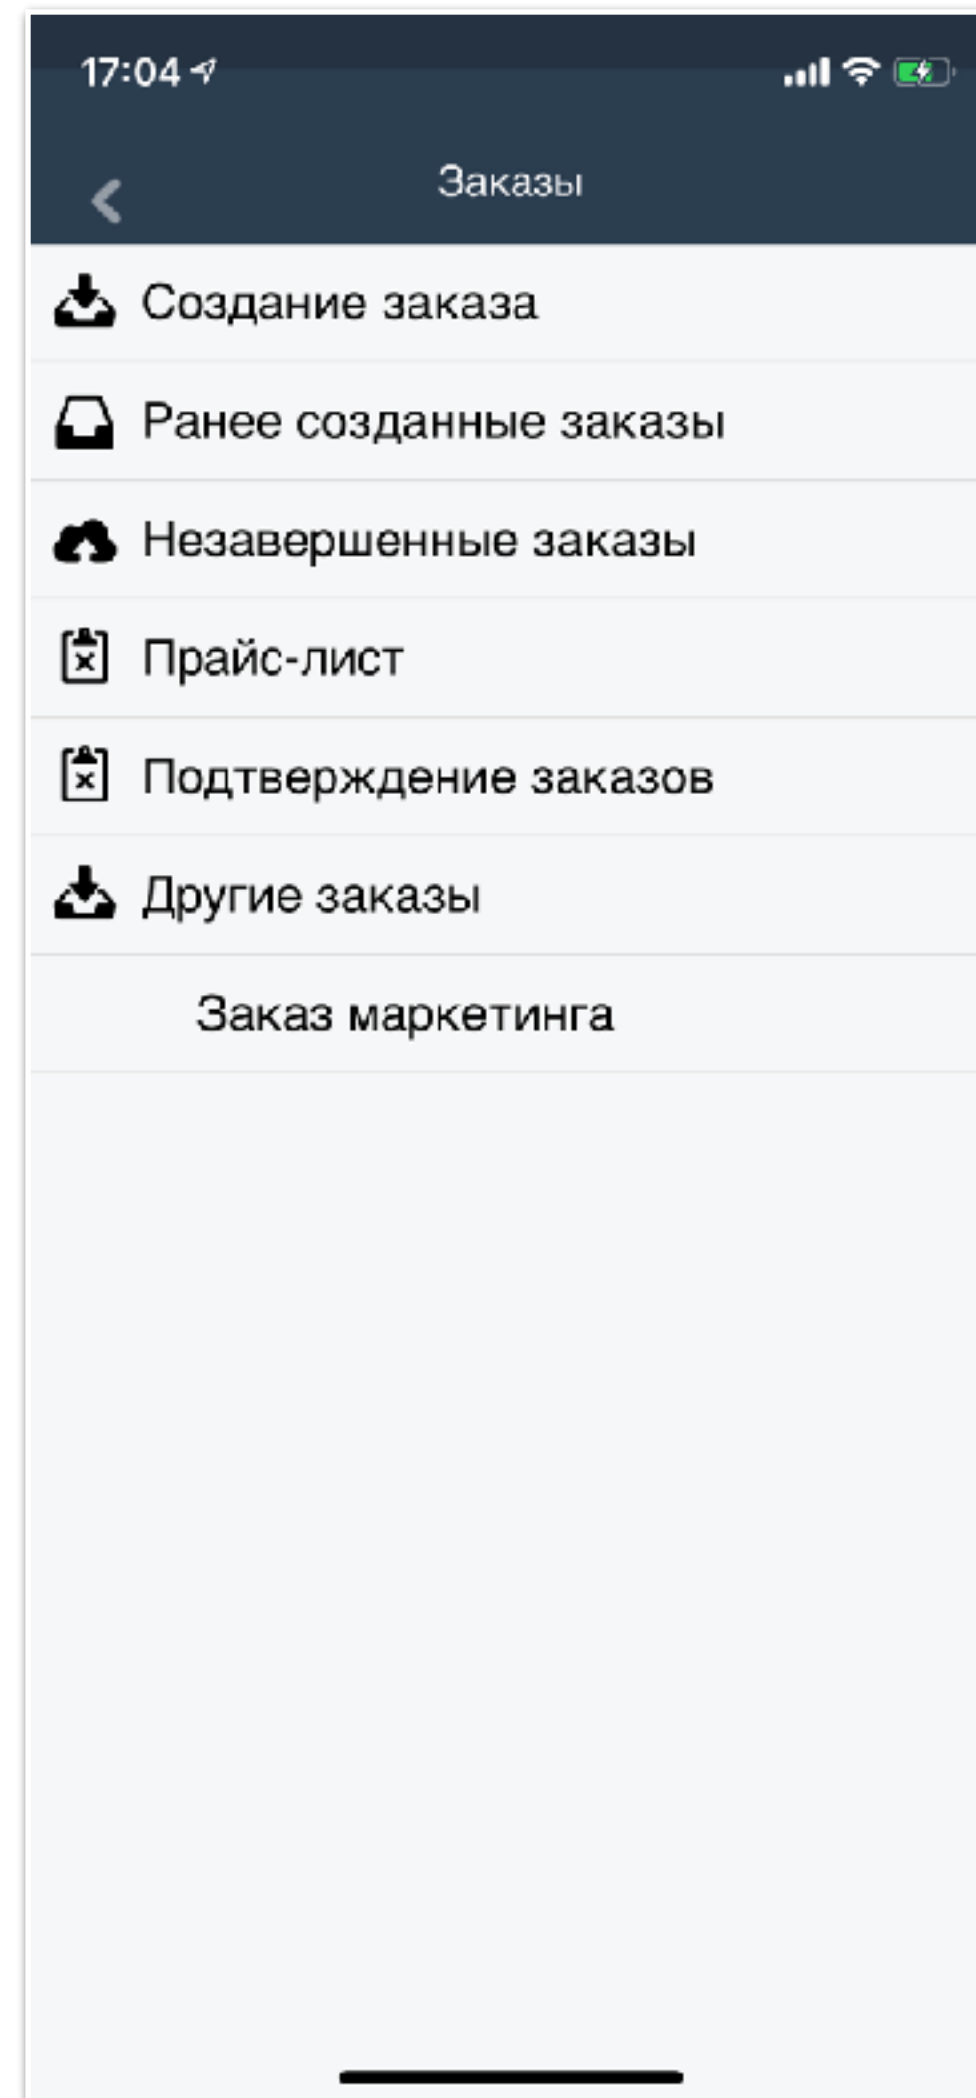 17:04
Заказы
Создание заказа
Ранее созданные заказы
Незавершенные заказы
Прайс-лист
Подтверждение заказов
Другие заказы
Заказ маркетинга